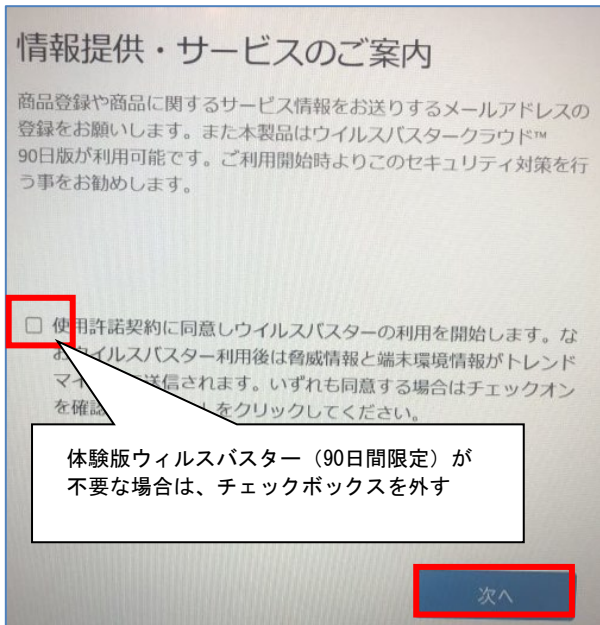 情報提供・サービスのご案内
商品登録や商品に関するサービス情報をお送りするメールアドレスの
登録をお願いします。また本製品はウイルスバスタークラウド™
90日版が利用可能です。ご利用開始時よりこのセキュリティ対策を行
う事をお勧めします。
使用許諾契約に同意しウイルスバスターの利用を開始します。な
イルスバスター利用後は脅威情報と端末環境情報がトレンド
マイ 送信されます。いずれも同意する場合はチェックオン
を確認 をクリックしてください。
体験版ウィルスバスター（90日間限定）が
不要な場合は、チェックボックスを外す
次へ